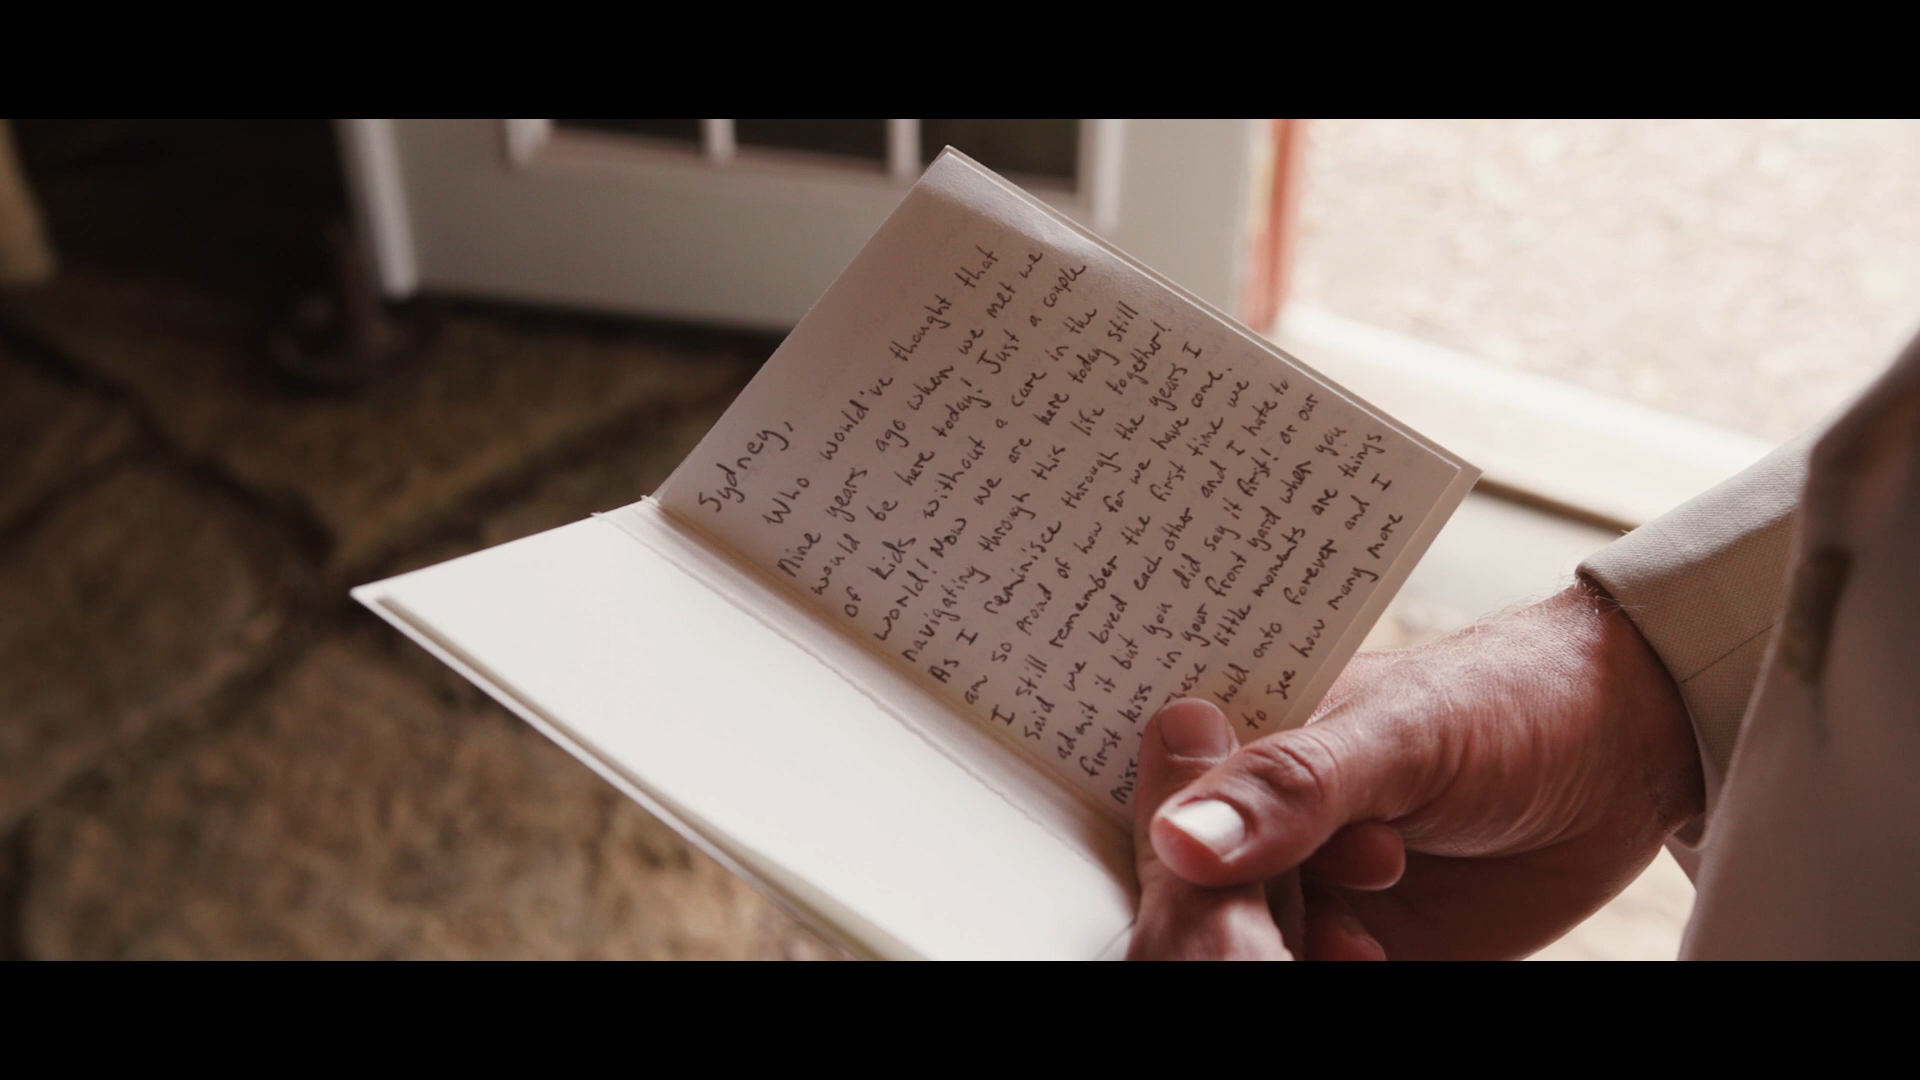 Sydney,
Who would've thought that
Nine years ago when we met we
would be here today! Just a couple
of kids without a care in the
world! Now we are here today still
navigating through this life together!
As I reminisce through the years I
am so proud of how far we have come.
I still remember the first time we
said we loved each other and I hate to
admit it but you did say it first! or our
first kiss in your front yard when you
these little moments are things
hold onto forever and I
to see how many more